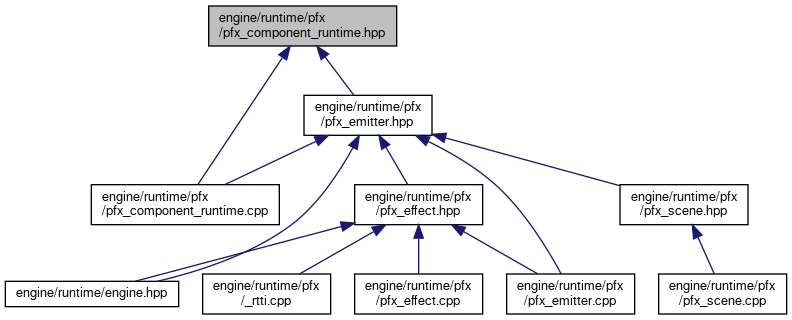 engine/runtime/pfx
/pfx_component_runtime.hpp
engine/runtime/pfx
/pfx_emitter.hpp
engine/runtime/pfx
/pfx_component_runtime.cpp
engine/runtime/pfx
/pfx_effect.hpp
engine/runtime/pfx
/pfx_scene.hpp
engine/runtime/engine.hpp
engine/runtime/pfx
/_rtti.cpp
engine/runtime/pfx
/pfx_effect.cpp
engine/runtime/pfx
/pfx_emitter.cpp
engine/runtime/pfx
/pfx_scene.cpp